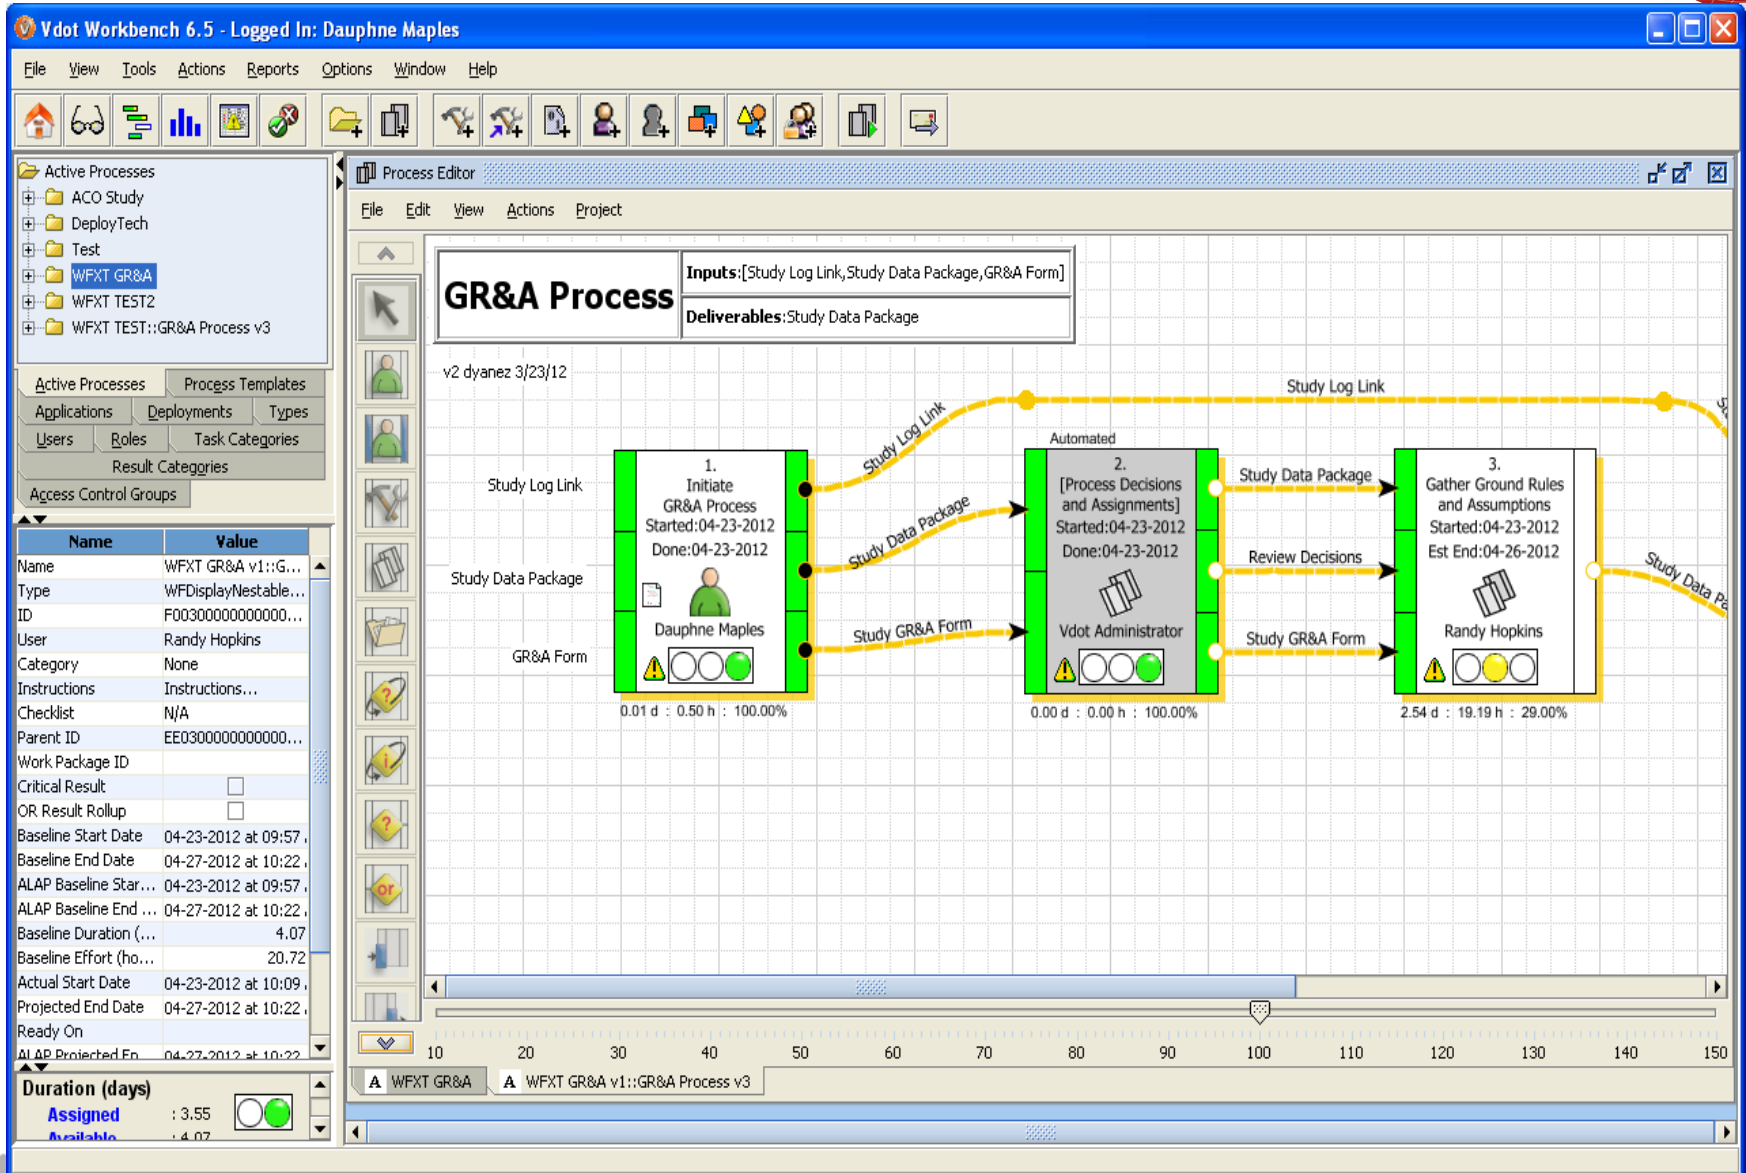 Vdot Workbench 6.5 - Logged In: Dauphne Maples
File View Tools Actions Reports Options Window Help
Active Processes
ACO Study
DeployTech
Test
WFXT GR&A
WFXT TEST2
WFXT TEST::GR&A Process v3
Active Processes Process Templates
Applications Deployments Types
Users Roles Task Categories
Result Categories
Access Control Groups
Name Value
Name WFXT GR&A v1::G...
Type WFDisplayNestable...
ID F00300000000000...
User Randy Hopkins
Category None
Instructions Instructions...
Checklist N/A
Parent ID EE0300000000000...
Work Package ID
Critical Result
OR Result Rollup
Baseline Start Date 04-23-2012 at 09:57
Baseline End Date 04-27-2012 at 10:22
ALAP Baseline Star... 04-23-2012 at 09:57
ALAP Baseline End ... 04-27-2012 at 10:22
Baseline Duration (... 4.07
Baseline Effort (ho... 20.72
Actual Start Date 04-23-2012 at 10:09
Projected End Date 04-27-2012 at 10:22
Ready On
ALAP Projected En 04-27-2012 at 10:22
Duration (days)
Assigned : 3.55
Available : 4.07
Process Editor
File Edit View Actions Project
GR&A Process
Inputs:[Study Log Link,Study Data Package,GR&A Form]
Deliverables:Study Data Package
v2 dyanez 3/23/12
Study Log Link
Study Data Package
GR&A Form
1.
Initiate
GR&A Process
Started:04-23-2012
Done:04-23-2012
Dauphne Maples
0.01 d : 0.50 h : 100.00%
Study Log Link
Study Data Package
Study GR&A Form
Study Log Link
Automated
2.
[Process Decisions
and Assignments]
Started:04-23-2012
Done:04-23-2012
Vdot Administrator
0.00 d : 0.00 h : 100.00%
Study Data Package
Review Decisions
Study GR&A Form
3.
Gather Ground Rules
and Assumptions
Started:04-23-2012
Est End:04-26-2012
Randy Hopkins
2.54 d : 19.19 h : 29.00%
Study Data Pa
10 20 30 40 50 60 70 80 90 100 110 120 130 140 150
A WFXT GR&A A WFXT GR&A v1::GR&A Process v3